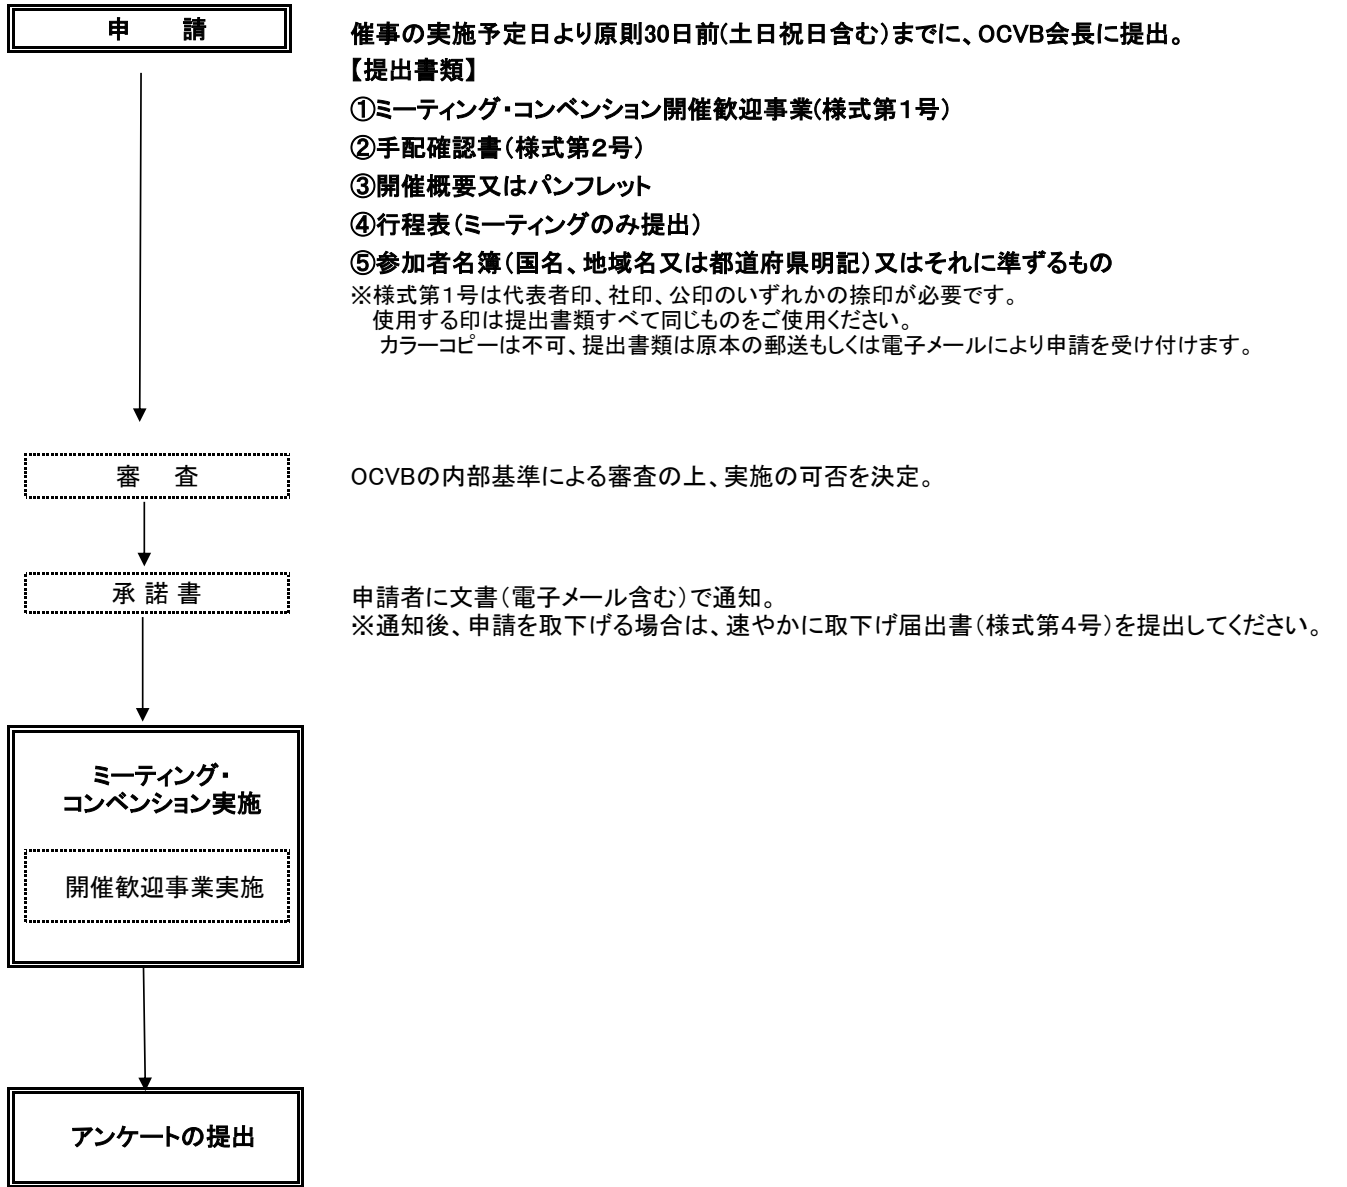 申 請
催事の実施予定日より原則30日前(土日祝日含む)までに、OCVB会長に提出。
【提出書類】
①ミーティング・コンベンション開催歓迎事業(様式第1号)
②手配確認書(様式第2号)
③開催概要又はパンフレット
④行程表(ミーティングのみ提出)
⑤参加者名簿(国名、地域名又は都道府県明記)又はそれに準ずるもの
※様式第1号は代表者印、社印、公印のいずれかの捺印が必要です。
使用する印は提出書類すべて同じものをご使用ください。
カラーコピーは不可、提出書類は原本の郵送もしくは電子メールにより申請を受け付けます。
審 査
OCVBの内部基準による審査の上、実施の可否を決定。
承 諾 書
申請者に文書(電子メール含む)で通知。
※通知後、申請を取下げる場合は、速やかに取下げ届出書(様式第4号)を提出してください。
ミーティング・
コンベンション実施
開催歓迎事業実施
アンケートの提出